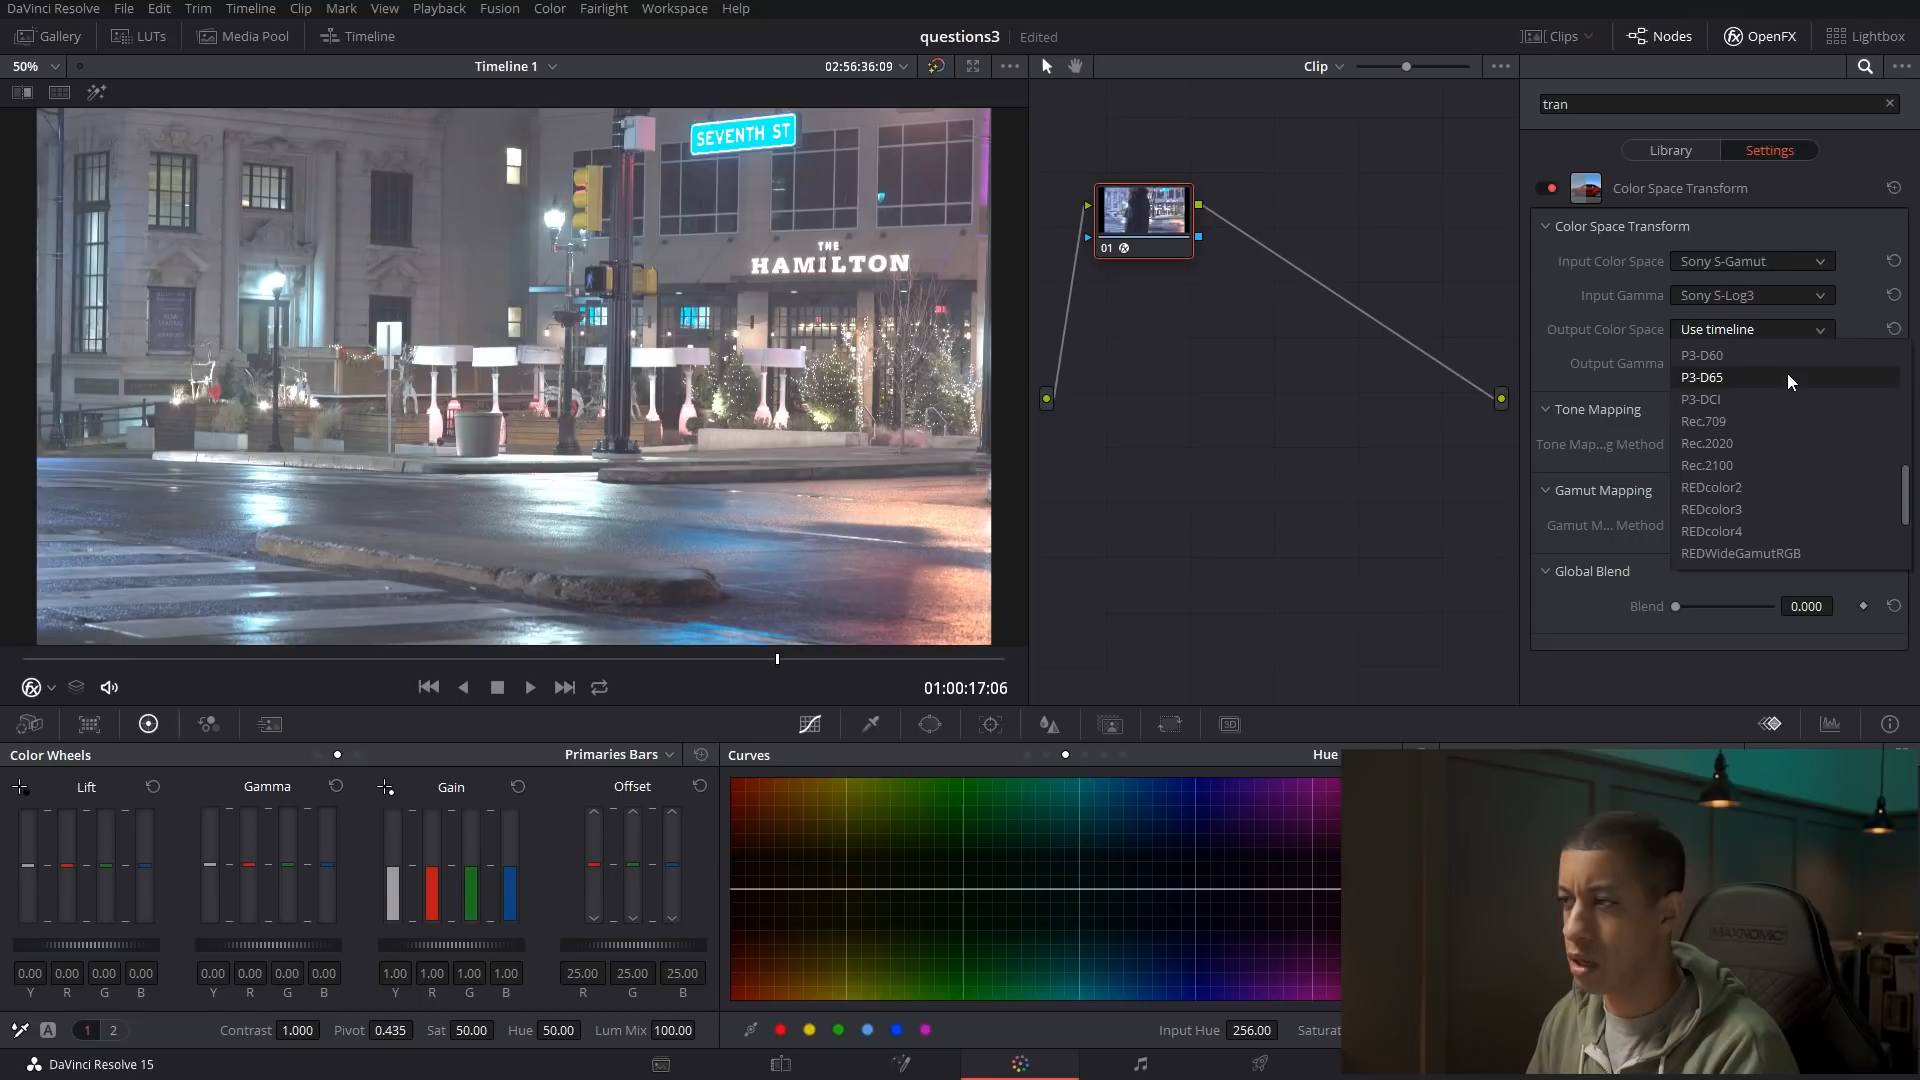 DaVinci Resolve File Edit Trim Timeline Clip Mark View Playback Fusion Color Fairlight Workspace Help
Gallery LUTs Media Pool Timeline questions3 Edited Clips Nodes OpenFX Lightbox
50% Timeline 1 02:56:36:09 Clip
tran
Library Settings
Color Space Transform
Color Space Transform
Input Color Space Sony S-Gamut
Input Gamma Sony S-Log3
Output Color Space Use timeline
Output Gamma
P3-D60
P3-D65
P3-DCI
Rec.709
Rec.2020
Rec.2100
REDcolor2
REDcolor3
REDcolor4
REDWideGamutRGB
Tone Mapping
Tone Map...g Method
Gamut Mapping
Gamut M... Method
Global Blend
Blend 0.000
SEVENTH ST
THE
HAMILTON
01
01:00:17:06
3D
Color Wheels Primaries Bars Curves Hue
Lift Gamma Gain Offset
0.00 0.00 0.00 0.00 0.00 0.00 0.00 0.00 1.00 1.00 1.00 1.00 25.00 25.00 25.00
Y R G B Y R G B Y R G B R G B
A 1 2 Contrast 1.000 Pivot 0.435 Sat 50.00 Hue 50.00 Lum Mix 100.00 Input Hue 256.00 Saturat
DaVinci Resolve 15
MAXNOMIC